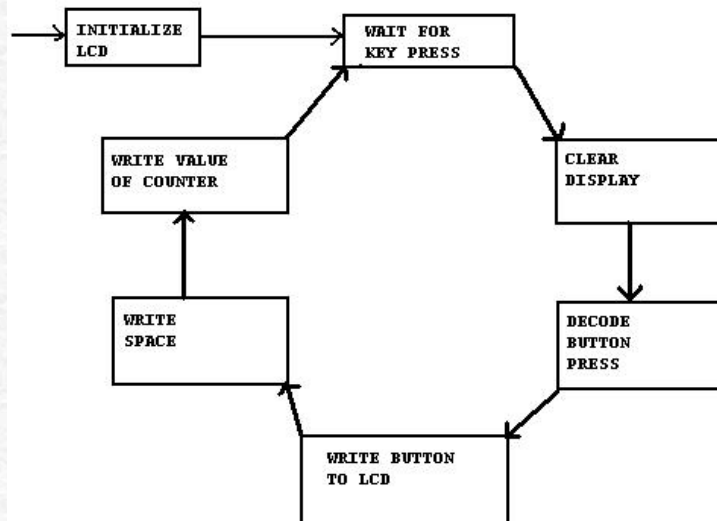 INITIALIZE
LCD
WAIT FOR
KEY PRESS
CLEAR
DISPLAY
DECODE
BUTTON
PRESS
WRITE BUTTON
TO LCD
WRITE
SPACE
WRITE VALUE
OF COUNTER